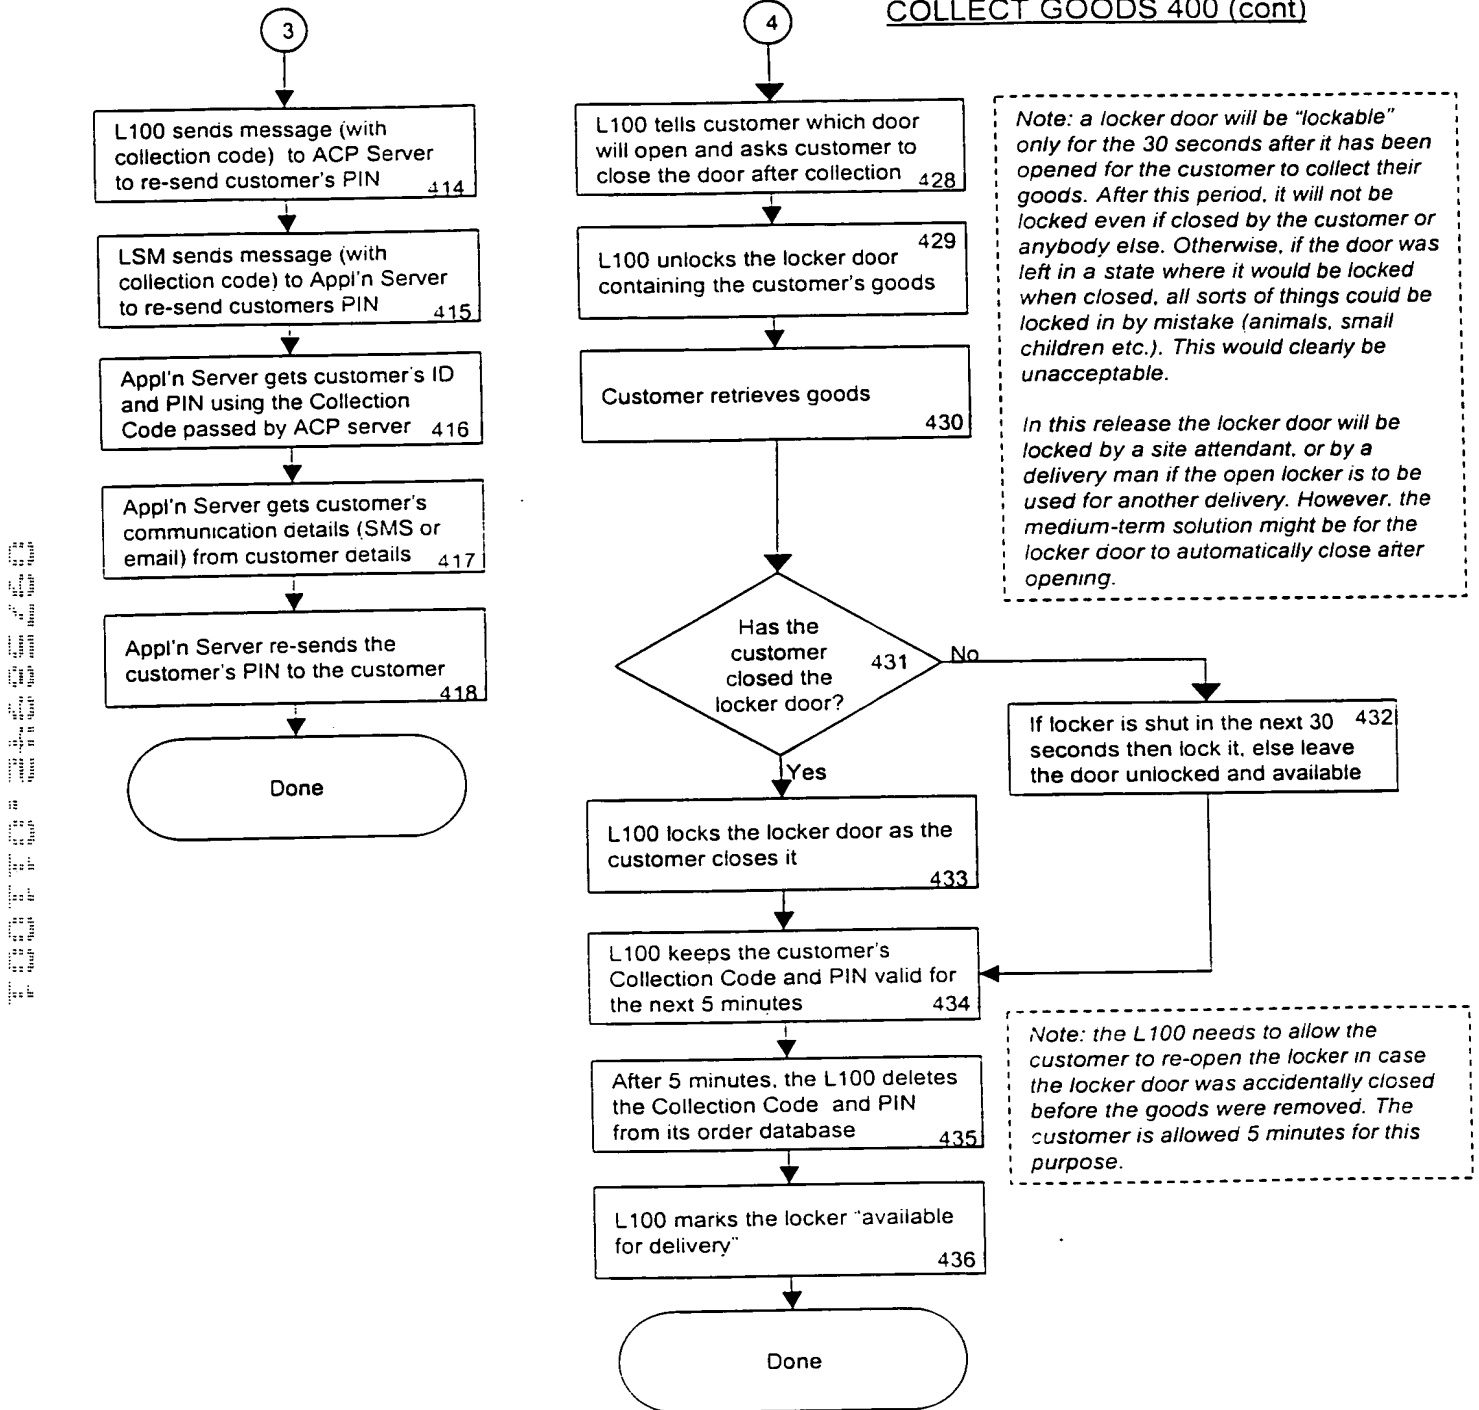 COLLECT GOODS 400 (cont)
3
L100 sends message (with
collection code) to ACP Server
to re-send customer's PIN 414
LSM sends message (with
collection code) to Appl'n Server
to re-send customers PIN 415
Appl'n Server gets customer's ID
and PIN using the Collection
Code passed by ACP server 416
Appl'n Server gets customer's
communication details (SMS or
email) from customer details 417
Appl'n Server re-sends the
customer's PIN to the customer
418
Done
4
L100 tells customer which door
will open and asks customer to
close the door after collection 428
429
L100 unlocks the locker door
containing the customer's goods
Customer retrieves goods
430
Has the
customer
closed the
locker door?
431
No
Yes
If locker is shut in the next 30 432
seconds then lock it, else leave
the door unlocked and available
L100 locks the locker door as the
customer closes it
433
L100 keeps the customer's
Collection Code and PIN valid for
the next 5 minutes 434
After 5 minutes, the L100 deletes
the Collection Code and PIN
from its order database 435
L100 marks the locker "available
for delivery"
436
Done
Note: a locker door will be "lockable"
only for the 30 seconds after it has been
opened for the customer to collect their
goods. After this period, it will not be
locked even if closed by the customer or
anybody else. Otherwise, if the door was
left in a state where it would be locked
when closed, all sorts of things could be
locked in by mistake (animals, small
children etc.). This would clearly be
unacceptable.
In this release the locker door will be
locked by a site attendant, or by a
delivery man if the open locker is to be
used for another delivery. However, the
medium-term solution might be for the
locker door to automatically close after
opening.
Note: the L100 needs to allow the
customer to re-open the locker in case
the locker door was accidentally closed
before the goods were removed. The
customer is allowed 5 minutes for this
purpose.